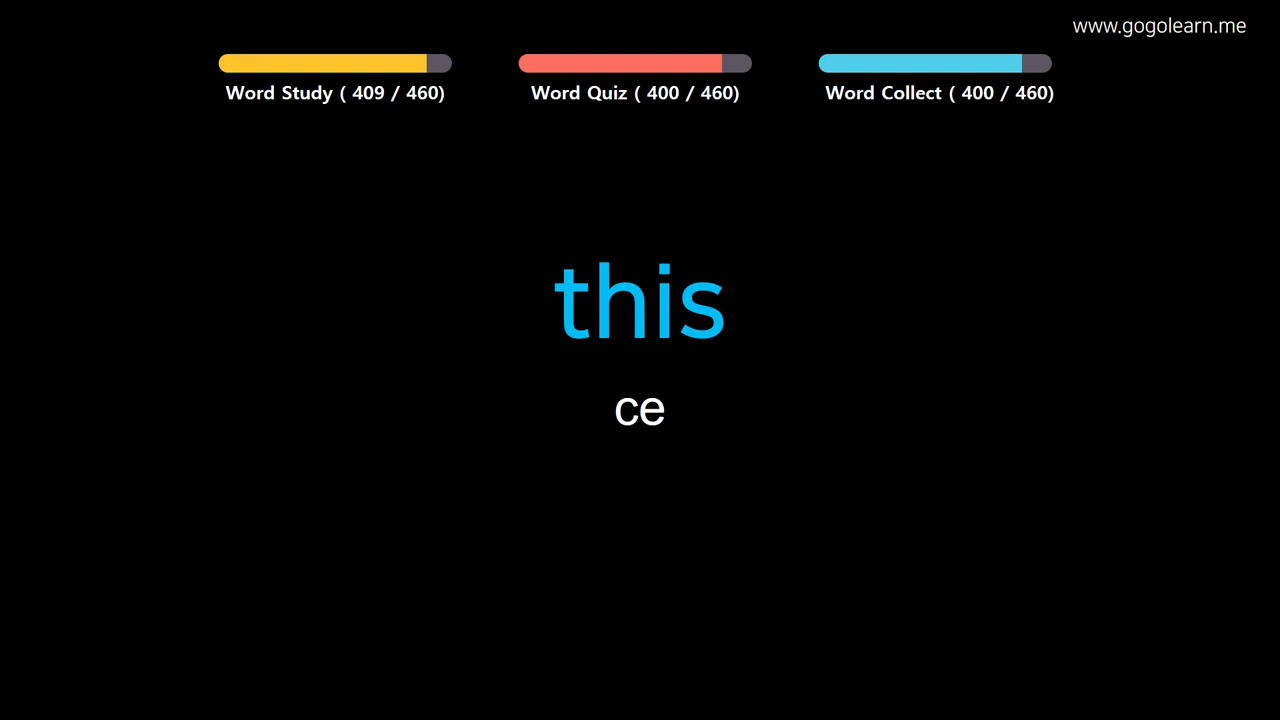 www.gogolearn.me
Word Study ( 409 / 460)
Word Quiz ( 400 / 460)
Word Collect ( 400 / 460)
this
ce